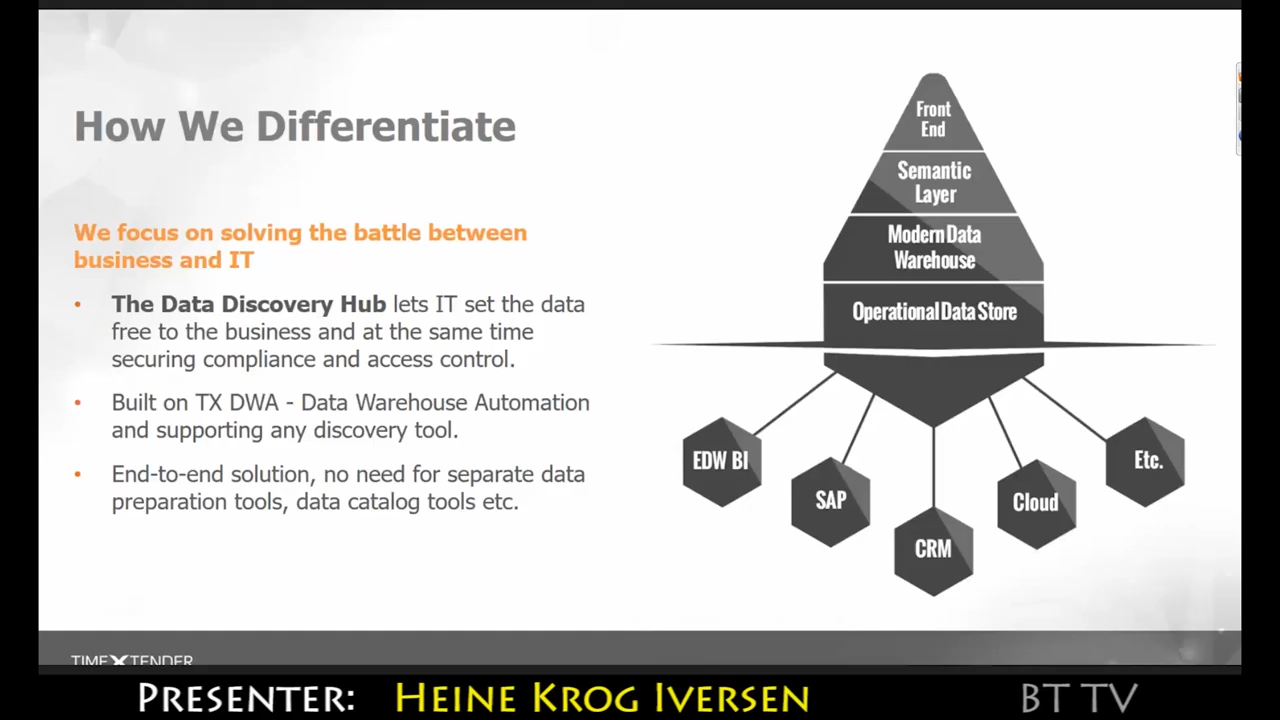 How We Differentiate
We focus on solving the battle between
business and IT
• The Data Discovery Hub lets IT set the data
free to the business and at the same time
securing compliance and access control.
• Built on TX DWA - Data Warehouse Automation
and supporting any discovery tool.
• End-to-end solution, no need for separate data
preparation tools, data catalog tools etc.
Front
End
Semantic
Layer
Modern Data
Warehouse
Operational Data Store
EDW BI
SAP
CRM
Cloud
Etc.
TIMEXTENDER
PRESENTER: HEINE KROG IVERSEN
BT TV